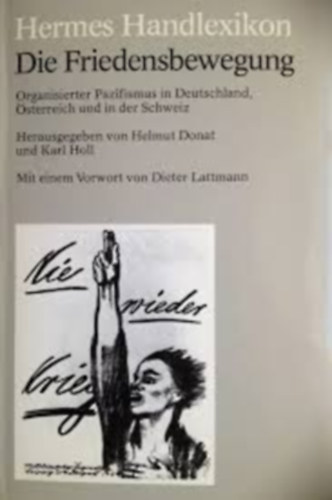 Hermes Handlexikon
Die Friedensbewegung
Organisierter Pazifismus in Deutschland,
Österreich und in der Schweiz
Herausgegeben von Helmut Donat
und Karl Holl
Mit einem Vorwort von Dieter Lattmann
Nie
wieder
Krieg